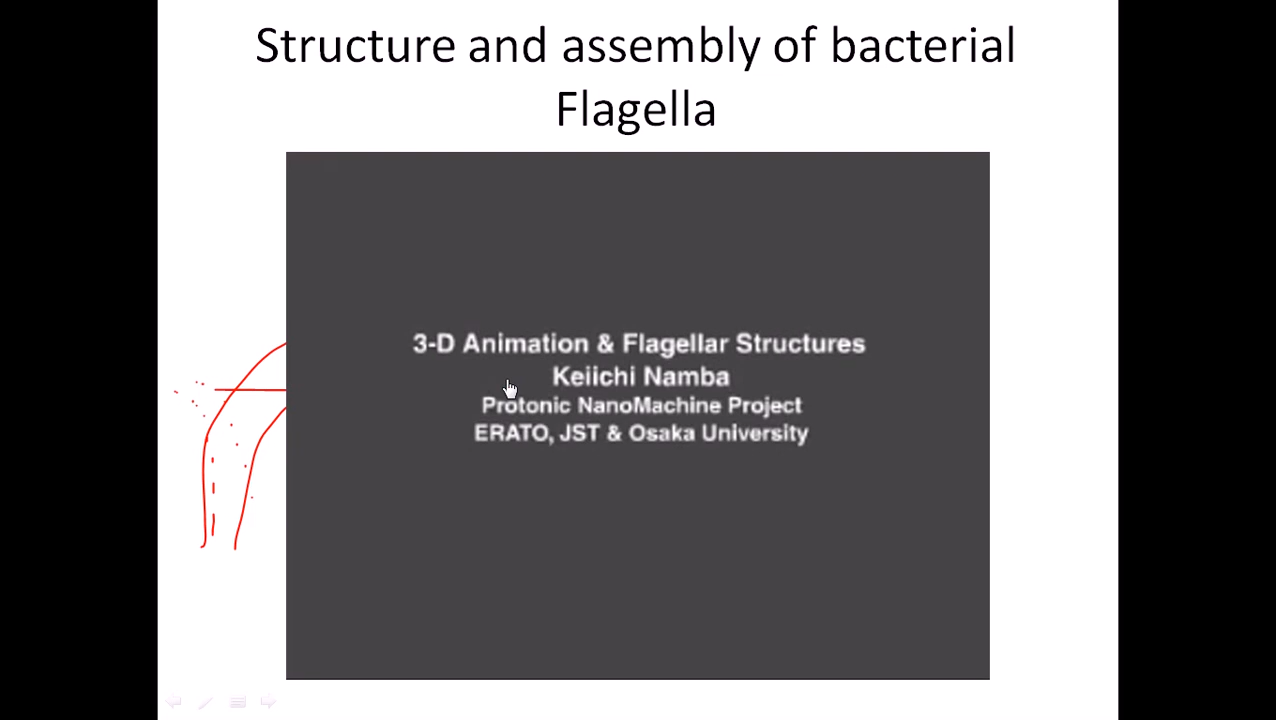 Structure and assembly of bacterial
Flagella
3-D Animation & Flagellar Structures
Keiichi Namba
Protonic NanoMachine Project
ERATO, JST & Osaka University